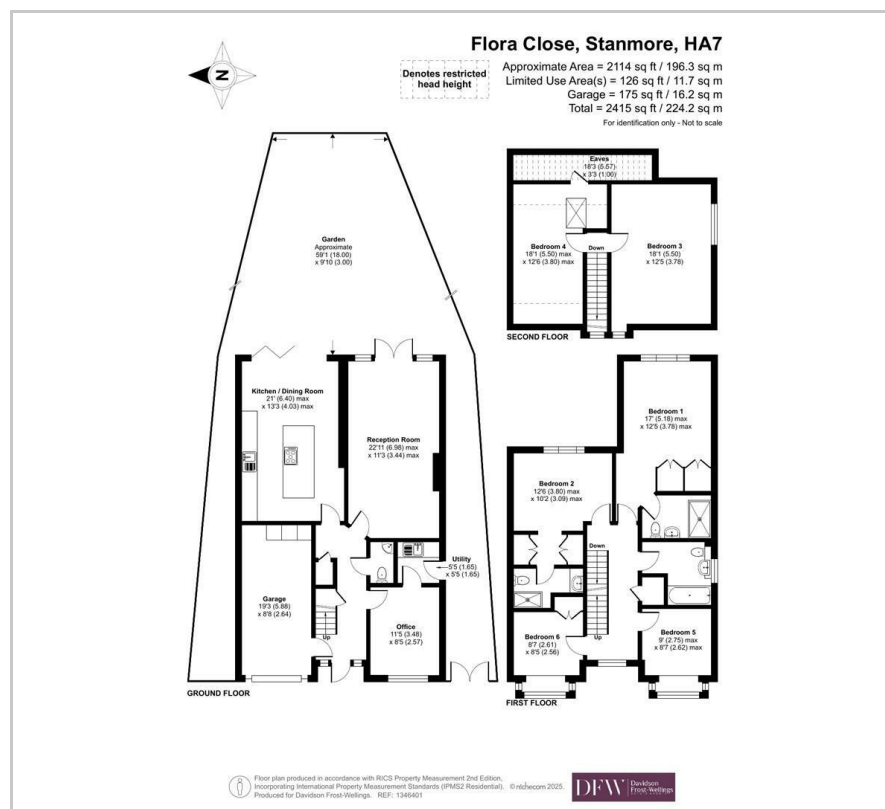 Flora Close, Stanmore, HA7
Approximate Area = 2114 sq ft / 196.3 sq m
Limited Use Area(s) = 126 sq ft / 11.7 sq m
Garage = 175 sq ft / 16.2 sq m
Total = 2415 sq ft / 224.2 sq m
For identification only - Not to scale
Denotes restricted
head height
N
Garden
Approximate
59'1 (18.00)
x 9'10 (3.00)
Kitchen / Dining Room
21' (6.40) max
x 13'3 (4.03) max
Reception Room
22'11 (6.98) max
x 11'3 (3.44) max
Utility
5'5 (1.65)
x 5'5 (1.65)
Garage
19'3 (5.88)
x 8'8 (2.64)
Up
Office
11'5 (3.48)
x 8'5 (2.57)
GROUND FLOOR
Eaves
18'3 (5.57)
x 3'3 (1.00)
Bedroom 4
18'1 (5.50) max
x 12'6 (3.80) max
Down
Bedroom 3
18'1 (5.50)
x 12'5 (3.78)
SECOND FLOOR
Bedroom 1
17' (5.18) max
x 12'5 (3.78) max
Bedroom 2
12'6 (3.80) max
x 10'2 (3.09) max
Down
Up
Bedroom 6
8'7 (2.61)
x 8'5 (2.56)
Bedroom 5
9' (2.75) max
x 8'7 (2.62) max
FIRST FLOOR
Floor plan produced in accordance with RICS Property Measurement 2nd Edition,
Incorporating International Property Measurement Standards (IPMS2 Residential). © nichecom 2025.
Produced for Davidson Frost-Wellings. REF: 1346401
DFW Davidson
Frost-Wellings